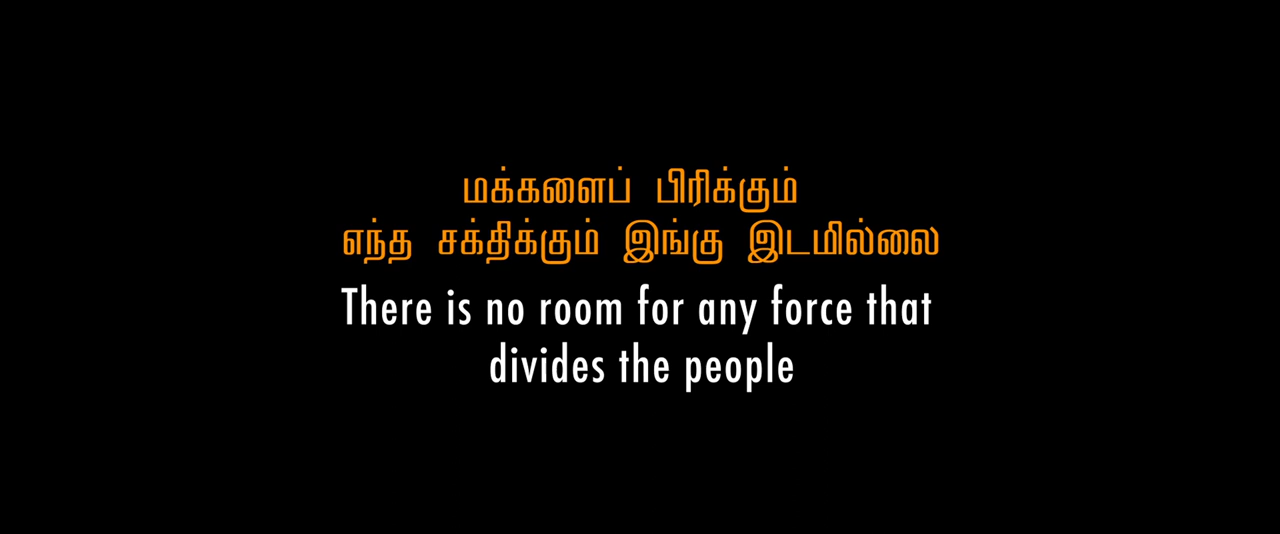 மக்களைப் பிரிக்கும்
எந்த சக்திக்கும் இங்கு இடமில்லை
There is no room for any force that
divides the people